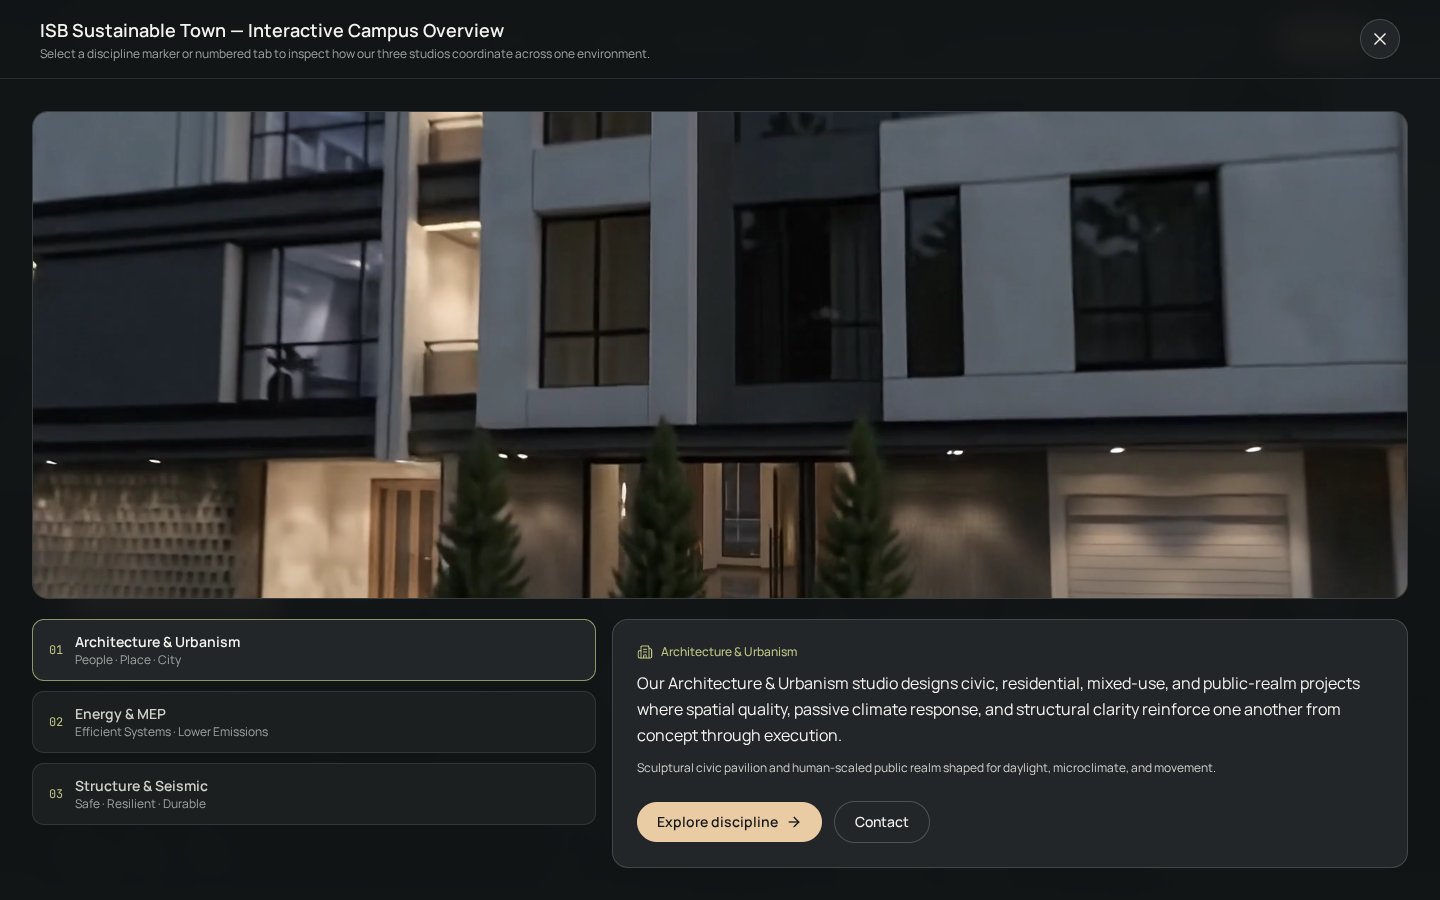 ISB Sustainable Town — Interactive Campus Overview
Select a discipline marker or numbered tab to inspect how our three studios coordinate across one environment.
01
Architecture & Urbanism
People · Place · City
02
Energy & MEP
Efficient Systems · Lower Emissions
03
Structure & Seismic
Safe · Resilient · Durable
Architecture & Urbanism
Our Architecture & Urbanism studio designs civic, residential, mixed-use, and public-realm projects
where spatial quality, passive climate response, and structural clarity reinforce one another from
concept through execution.
Sculptural civic pavilion and human-scaled public realm shaped for daylight, microclimate, and movement.
Explore discipline →
Contact